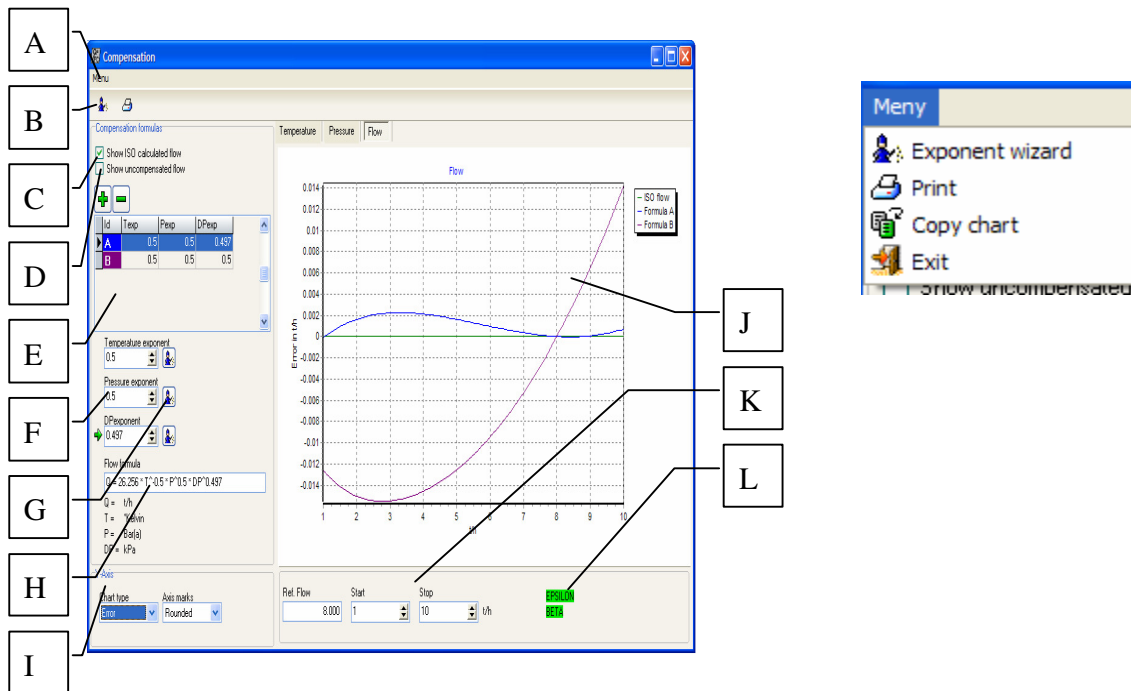 A
B
C
D
E
F
G
H
I
Compensation
Menu
Compensation formulas
Show ISO calculated flow
Show uncompensated flow
Id Texp Pexp DPexp
A 0.5 0.5 0.497
B 0.5 0.5 0.5
Temperature exponent
0.5
Pressure exponent
0.5
DPexponent
0.497
Flow formula
Q = 26.256 * T^-0.5 * P^0.5 * DP^0.497
Q = t/h
T = °Kelvin
P = Bar(a)
DP = kPa
Y-Axis
Chart type Axis marks
Error Rounded
Temperature Pressure Flow
Flow
0.014
0.012
0.01
0.008
0.006
0.004
0.002
0
-0.002
-0.004
-0.006
-0.008
-0.01
-0.012
-0.014
Error in t/h
1 2 3 4 5 6 7 8 9 10
t/h
ISO flow
Formula A
Formula B
Ref. Flow Start Stop
8.000 1 10 t/h
EPSILON
BETA
J
K
L
Meny
Exponent wizard
Print
Copy chart
Exit
Show uncompensated